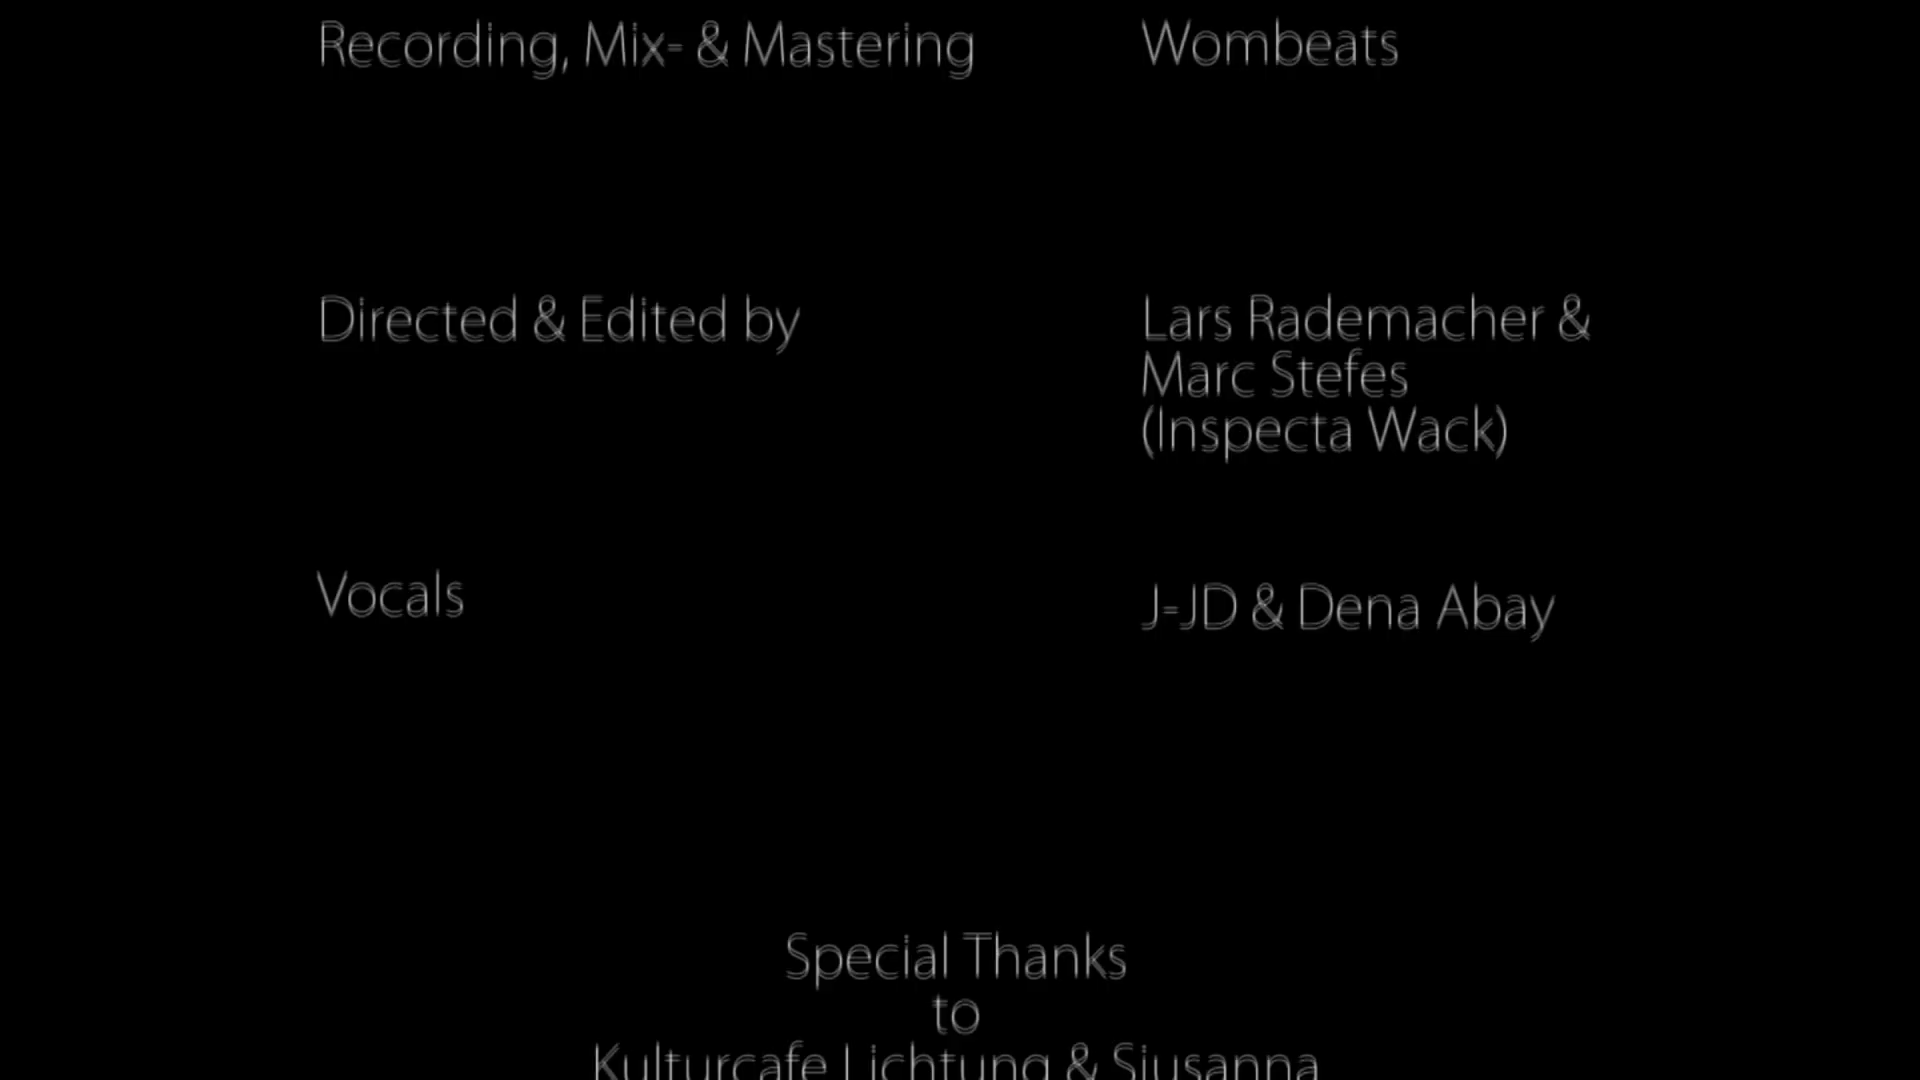 Recording, Mix- & Mastering
Wombeats
Directed & Edited by
Lars Rademacher &
Marc Stefes
(Inspecta Wack)
Vocals
J-JD & Dena Abay
Special Thanks
to
Kulturcafe Lichtung & Sjusanna